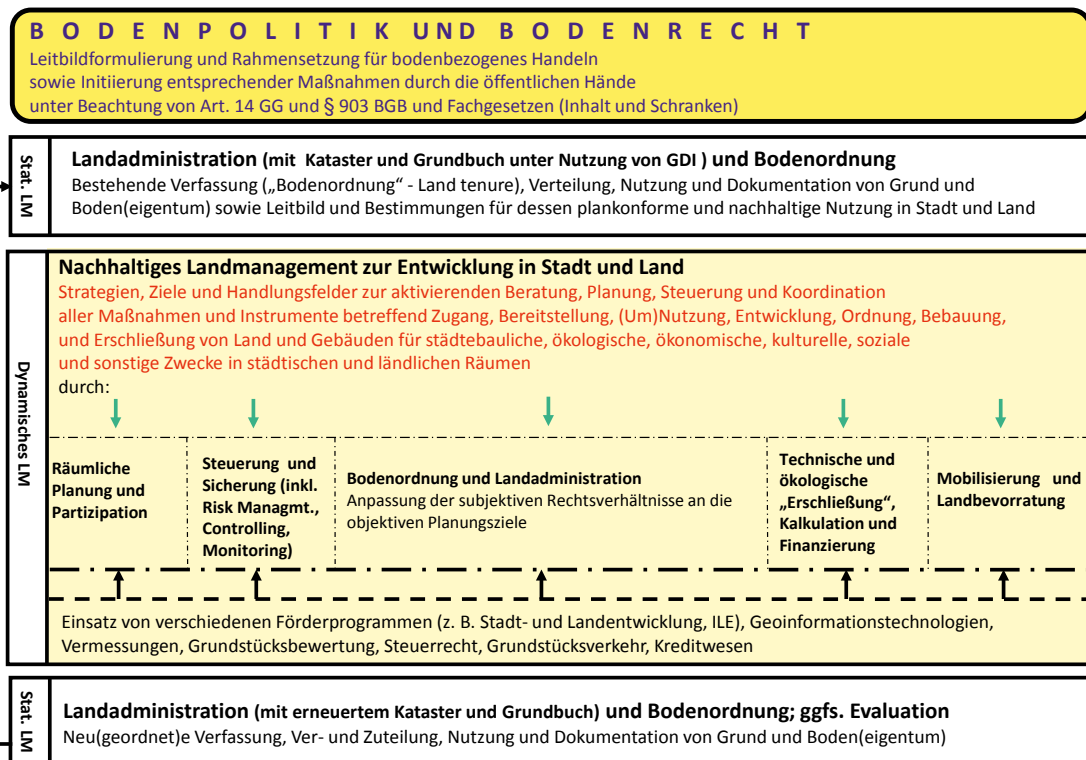 BODENPOLITIK UND BODENRECHT
Leitbildformulierung und Rahmensetzung für bodenbezogenes Handeln
sowie Initiierung entsprechender Maßnahmen durch die öffentlichen Hände
unter Beachtung von Art. 14 GG und § 903 BGB und Fachgesetzen (Inhalt und Schranken)
Stat. LM
Landadministration (mit Kataster und Grundbuch unter Nutzung von GDI ) und Bodenordnung
Bestehende Verfassung („Bodenordnung“ - Land tenure), Verteilung, Nutzung und Dokumentation von Grund und
Boden(eigentum) sowie Leitbild und Bestimmungen für dessen plankonforme und nachhaltige Nutzung in Stadt und Land
Dynamisches LM
Nachhaltiges Landmanagement zur Entwicklung in Stadt und Land
Strategien, Ziele und Handlungsfelder zur aktivierenden Beratung, Planung, Steuerung und Koordination
aller Maßnahmen und Instrumente betreffend Zugang, Bereitstellung, (Um)Nutzung, Entwicklung, Ordnung, Bebauung,
und Erschließung von Land und Gebäuden für städtebauliche, ökologische, ökonomische, kulturelle, soziale
und sonstige Zwecke in städtischen und ländlichen Räumen
durch:
Räumliche
Planung und
Partizipation
Steuerung und
Sicherung (inkl.
Risk Managmt.,
Controlling,
Monitoring)
Bodenordnung und Landadministration
Anpassung der subjektiven Rechtsverhältnisse an die
objektiven Planungsziele
Technische und
ökologische
„Erschließung“,
Kalkulation und
Finanzierung
Mobilisierung und
Landbevorratung
Einsatz von verschiedenen Förderprogrammen (z. B. Stadt- und Landentwicklung, ILE), Geoinformationstechnologien,
Vermessungen, Grundstücksbewertung, Steuerrecht, Grundstücksverkehr, Kreditwesen
Stat. LM
Landadministration (mit erneuertem Kataster und Grundbuch) und Bodenordnung; ggfs. Evaluation
Neu(geordnet)e Verfassung, Ver- und Zuteilung, Nutzung und Dokumentation von Grund und Boden(eigentum)